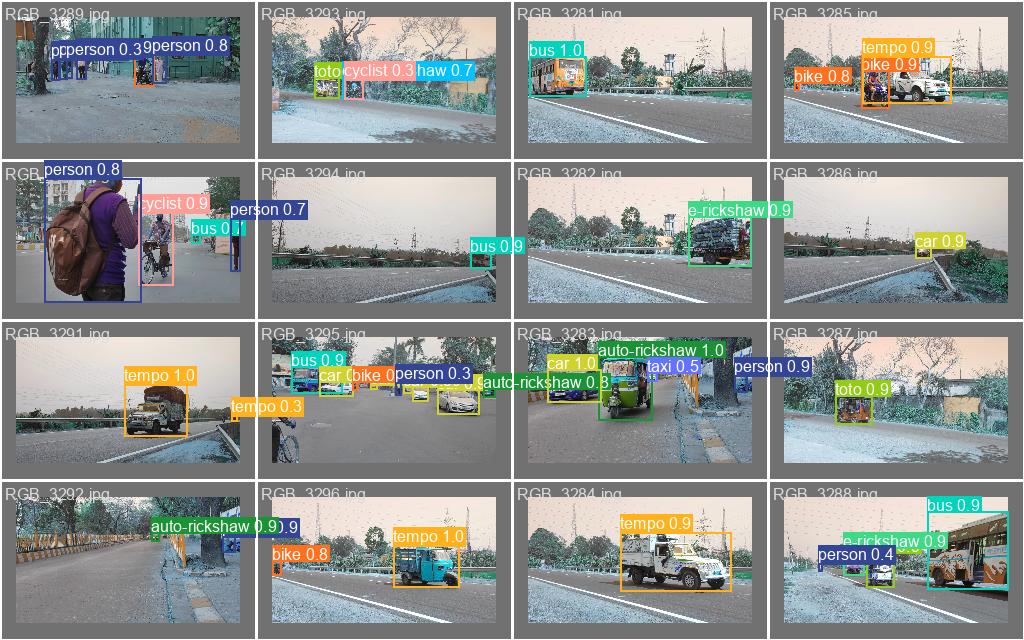 RGB_3289.jpg
person 0.3
person 0.8
RGB_3293.jpg
toto
cyclist 0.3
haw 0.7
RGB_3281.jpg
bus 1.0
RGB_3285.jpg
tempo 0.9
bike 0.9
bike 0.8
RGB
person 0.8
cyclist 0.9
person 0.7
bus 0.7
RGB_3294.jpg
bus 0.9
RGB_3282.jpg
e-rickshaw 0.9
RGB_3286.jpg
car 0.9
RGB_3291.jpg
tempo 1.0
tempo 0.3
RGB_3295.jpg
bus 0.9
car
bike 0
person 0.3
auto-rickshaw 0.8
RGB_3283.jpg
auto-rickshaw 1.0
car 1.0
taxi 0.5
person 0.9
RGB_3287.jpg
toto 0.9
RGB_3292.jpg
auto-rickshaw 0.9
0.9
RGB_3296.jpg
tempo 1.0
bike 0.8
RGB_3284.jpg
tempo 0.9
RGB_3288.jpg
bus 0.9
e-rickshaw 0.9
person 0.4